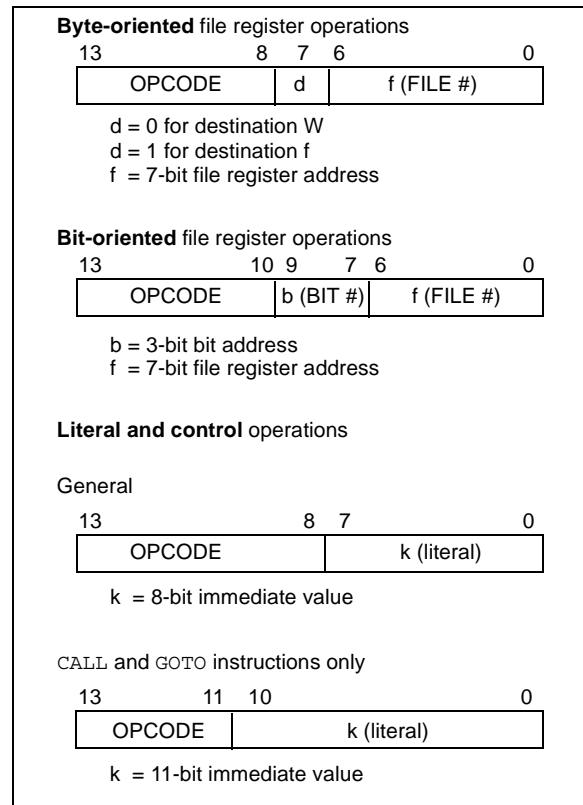 Byte-oriented file register operations
13 8 7 6 0
OPCODE d f (FILE #)
d = 0 for destination W
d = 1 for destination f
f = 7-bit file register address
Bit-oriented file register operations
13 10 9 7 6 0
OPCODE b (BIT #) f (FILE #)
b = 3-bit bit address
f = 7-bit file register address
Literal and control operations
General
13 8 7 0
OPCODE k (literal)
k = 8-bit immediate value
CALL and GOTO instructions only
13 11 10 0
OPCODE k (literal)
k = 11-bit immediate value